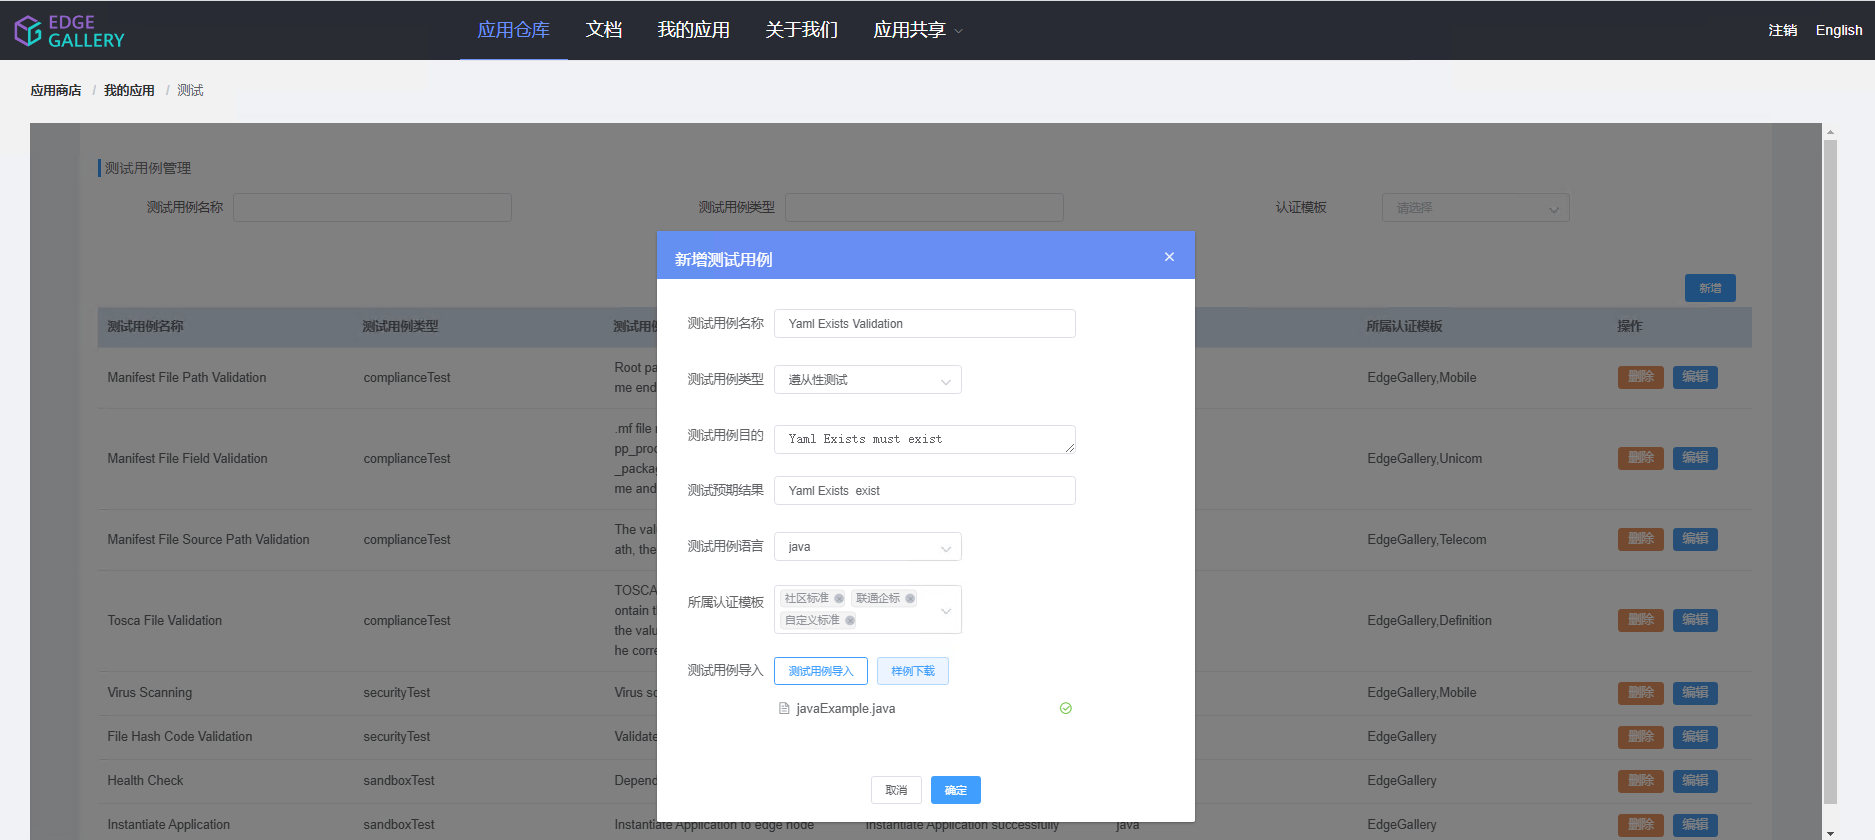 EDGE GALLERY
应用仓库 文档 我的应用 关于我们 应用共享
注销 English
应用商店 / 我的应用 / 测试
测试用例管理
测试用例名称 测试用例类型 认证模板 请选择
新增
测试用例名称 测试用例类型 测试用 所属认证模板 操作
Manifest File Path Validation complianceTest Root pa
me end EdgeGallery,Mobile 删除 编辑
Manifest File Field Validation complianceTest .mf file
pp_proc
_packa
me and EdgeGallery,Unicom 删除 编辑
Manifest File Source Path Validation complianceTest The val
ath, the EdgeGallery,Telecom 删除 编辑
Tosca File Validation complianceTest TOSCA
ontain t
the valu
he corre EdgeGallery,Definition 删除 编辑
Virus Scanning securityTest Virus sc EdgeGallery,Mobile 删除 编辑
File Hash Code Validation securityTest Validate EdgeGallery 删除 编辑
Health Check sandboxTest Depend EdgeGallery 删除 编辑
Instantiate Application sandboxTest Instantiate Application to edge node Instantiate Application successfully java EdgeGallery 删除 编辑
新增测试用例
测试用例名称 Yaml Exists Validation
测试用例类型 遵从性测试
测试用例目的 Yaml Exists must exist
测试预期结果 Yaml Exists exist
测试用例语言 java
所属认证模板 社区标准 联通企标
自定义标准
测试用例导入 测试用例导入 样例下载
javaExample.java
取消 确定